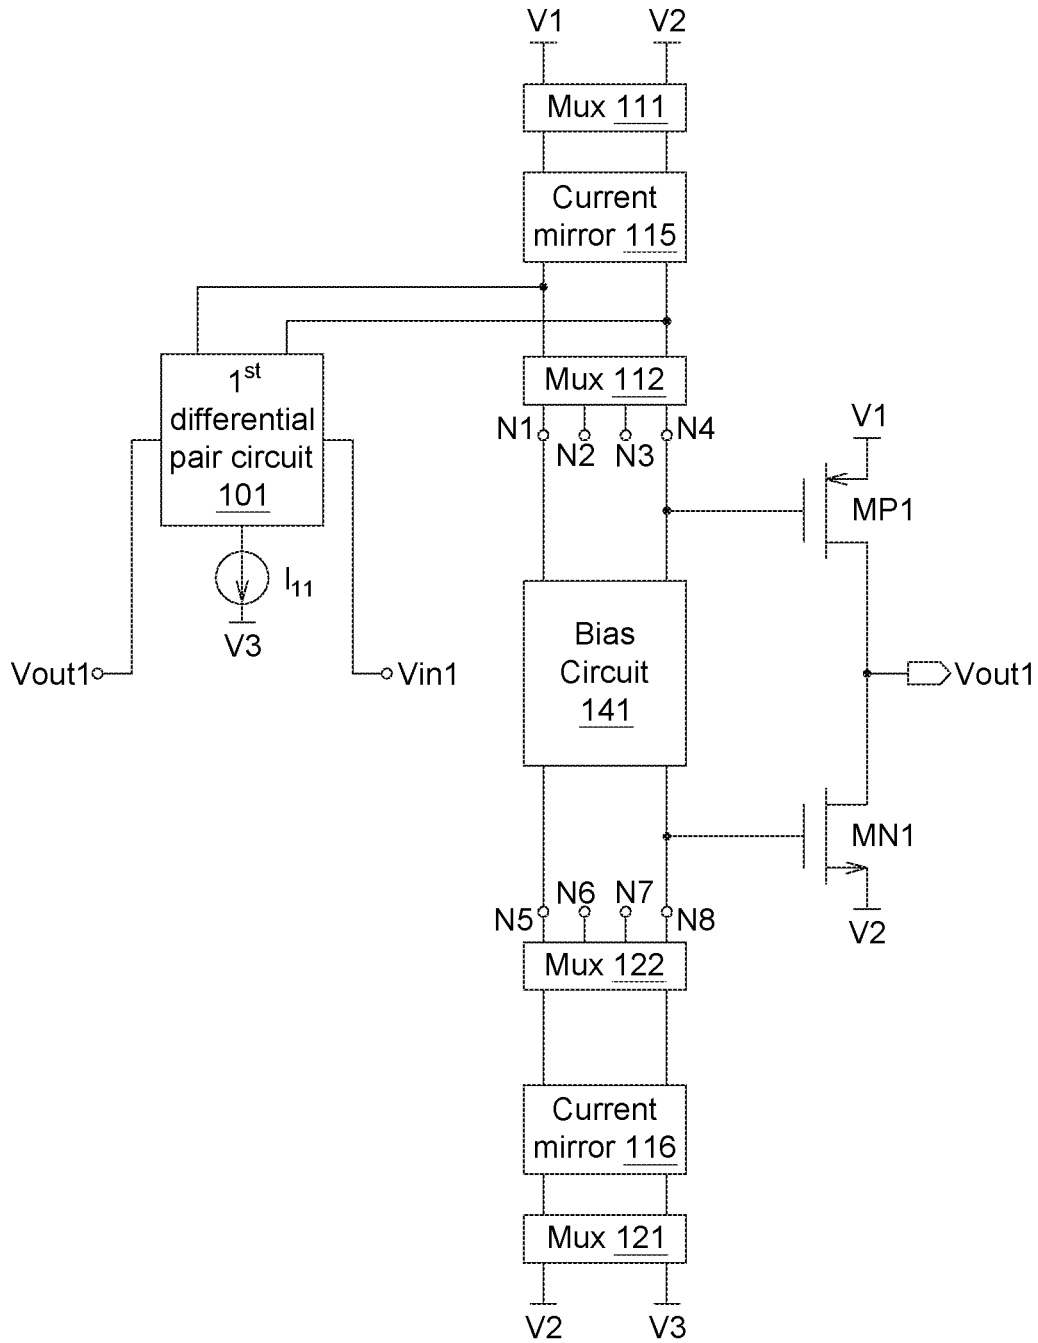 V1 V2
Mux 111
Current
mirror 115
1st
differential
pair circuit
101
Mux 112
N1 N2 N3 N4
V1
MP1
I11
V3
Vout1 Vin1
Bias
Circuit
141
Vout1
MN1
V2
N5 N6 N7 N8
Mux 122
Current
mirror 116
Mux 121
V2 V3